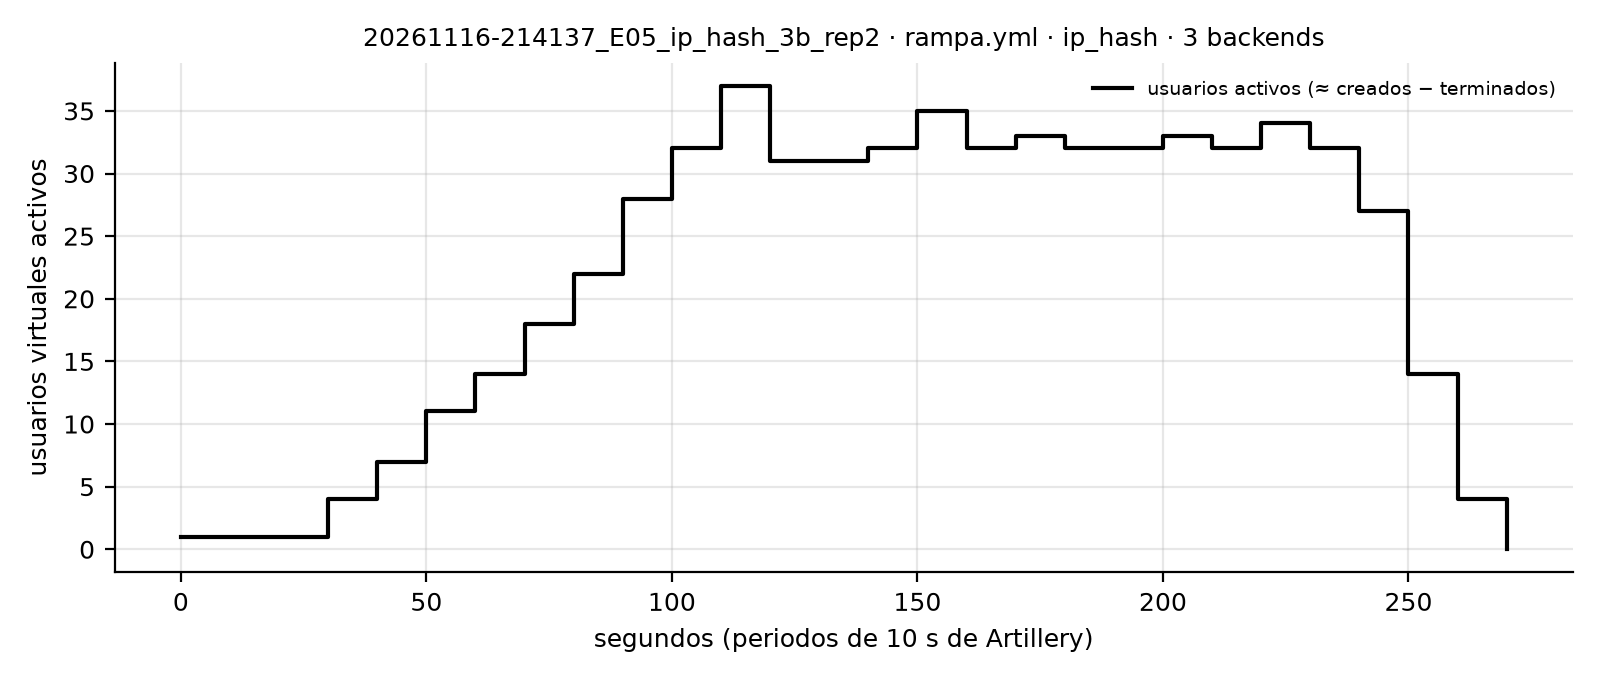 20261116-214137_E05_ip_hash_3b_rep2 · rampa.yml · ip_hash · 3 backends
usuarios activos (≈ creados − terminados)
usuarios virtuales activos
35
30
25
20
15
10
5
0
0 50 100 150 200 250
segundos (periodos de 10 s de Artillery)